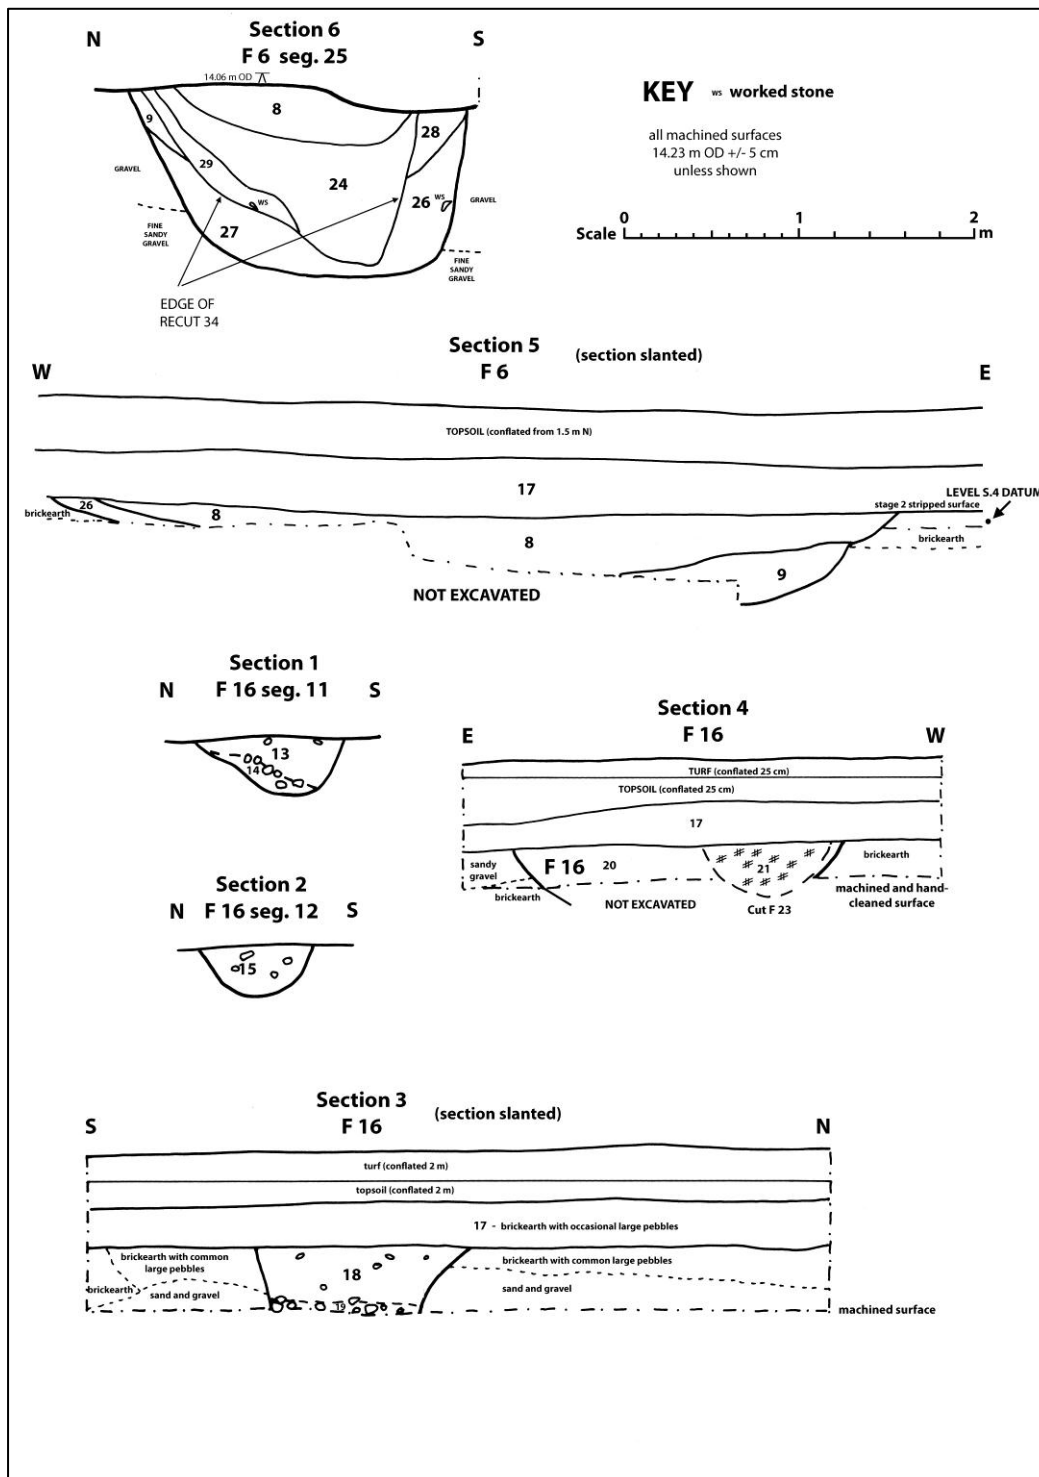 N
Section 6
F 6 seg. 25
S
14.06 m OD
8
9
28
29
24
26
WS
WS
27
GRAVEL
GRAVEL
FINE
SANDY
GRAVEL
FINE
SANDY
GRAVEL
EDGE OF
RECUT 34
KEY ws worked stone
all machined surfaces
14.23 m OD +/- 5 cm
unless shown
0 1 2
Scale m
Section 5 (section slanted)
W F 6 E
TOPSOIL (conflated from 1.5 m N)
17
LEVEL S.4 DATUM
26
stage 2 stripped surface
brickearth
8
8
brickearth
9
NOT EXCAVATED
Section 1
N F 16 seg. 11 S
13
14
Section 4
F 16
E W
TURF (conflated 25 cm)
TOPSOIL (conflated 25 cm)
17
sandy
gravel
F 16
20
21
brickearth
brickearth
NOT EXCAVATED
Cut F 23
machined and hand-
cleaned surface
Section 2
N F 16 seg. 12 S
15
Section 3 (section slanted)
S F 16 N
turf (conflated 2 m)
topsoil (conflated 2 m)
17 - brickearth with occasional large pebbles
brickearth with common
large pebbles
brickearth with common large pebbles
18
brickearth
sand and gravel
sand and gravel
19
machined surface